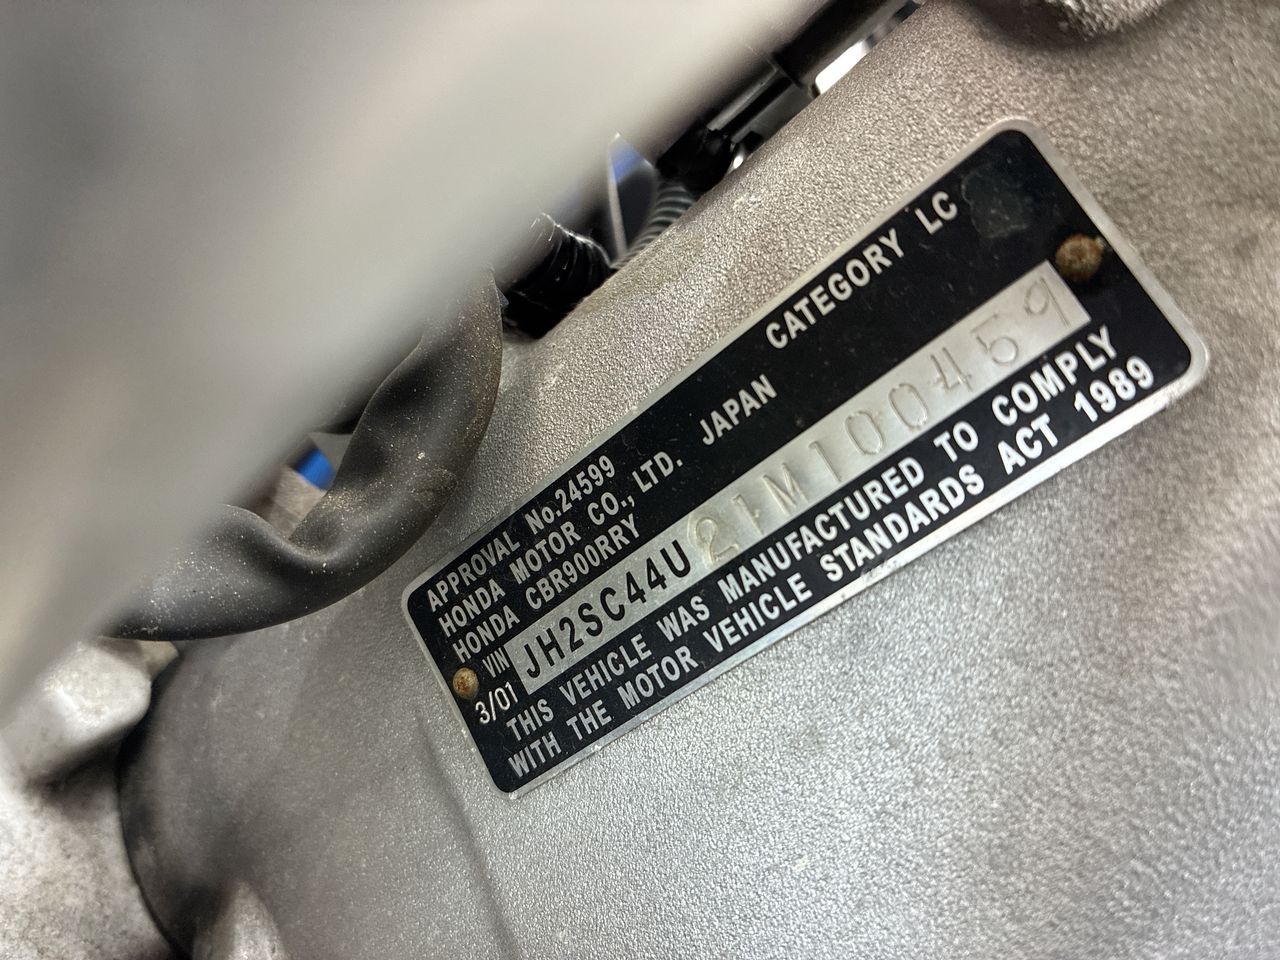 APPROVAL No.24599 CATEGORY LC
HONDA MOTOR CO., LTD. JAPAN
HONDA CBR900RRY
VIN JH2SC44U21M100459
3/01
THIS VEHICLE WAS MANUFACTURED TO COMPLY
WITH THE MOTOR VEHICLE STANDARDS ACT 1989